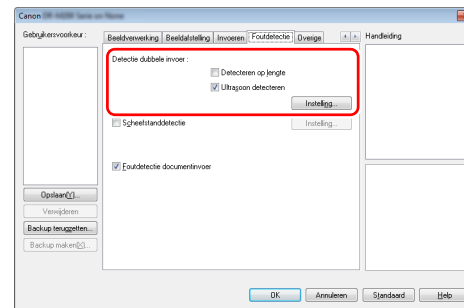 Canon
Gebruikersvoorkeur :
Beeldverwerking Beeldafstelling Invoeren Foutdetectie Overige
Handleiding
Detectie dubbele invoer :
Detecteren op lengte
Ultrasoon detecteren
Instelling...
Scheefstanddetectie
Instelling...
Foutdetectie documentinvoer
Opslaan(Y)...
Verwijderen
Backup terugzetten...
Backup maken(X)...
OK Annuleren Standaard Help